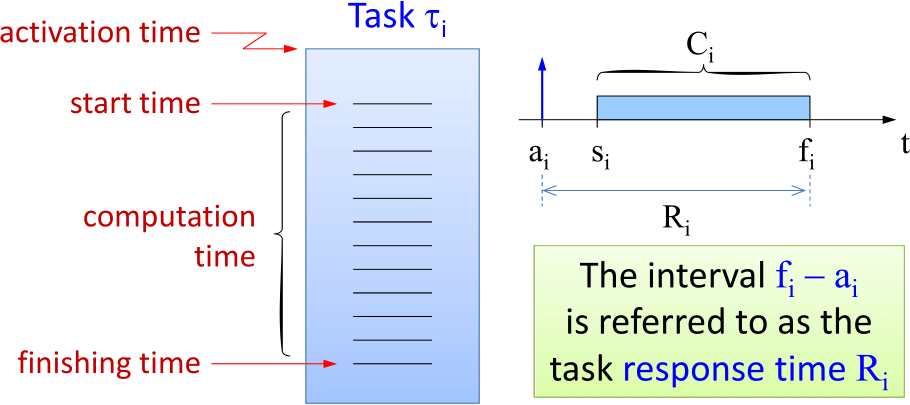 Task τi
activation time
start time
computation
time
finishing time
Ci
ai si fi t
Ri
The interval fi – ai
is referred to as the
task response time Ri